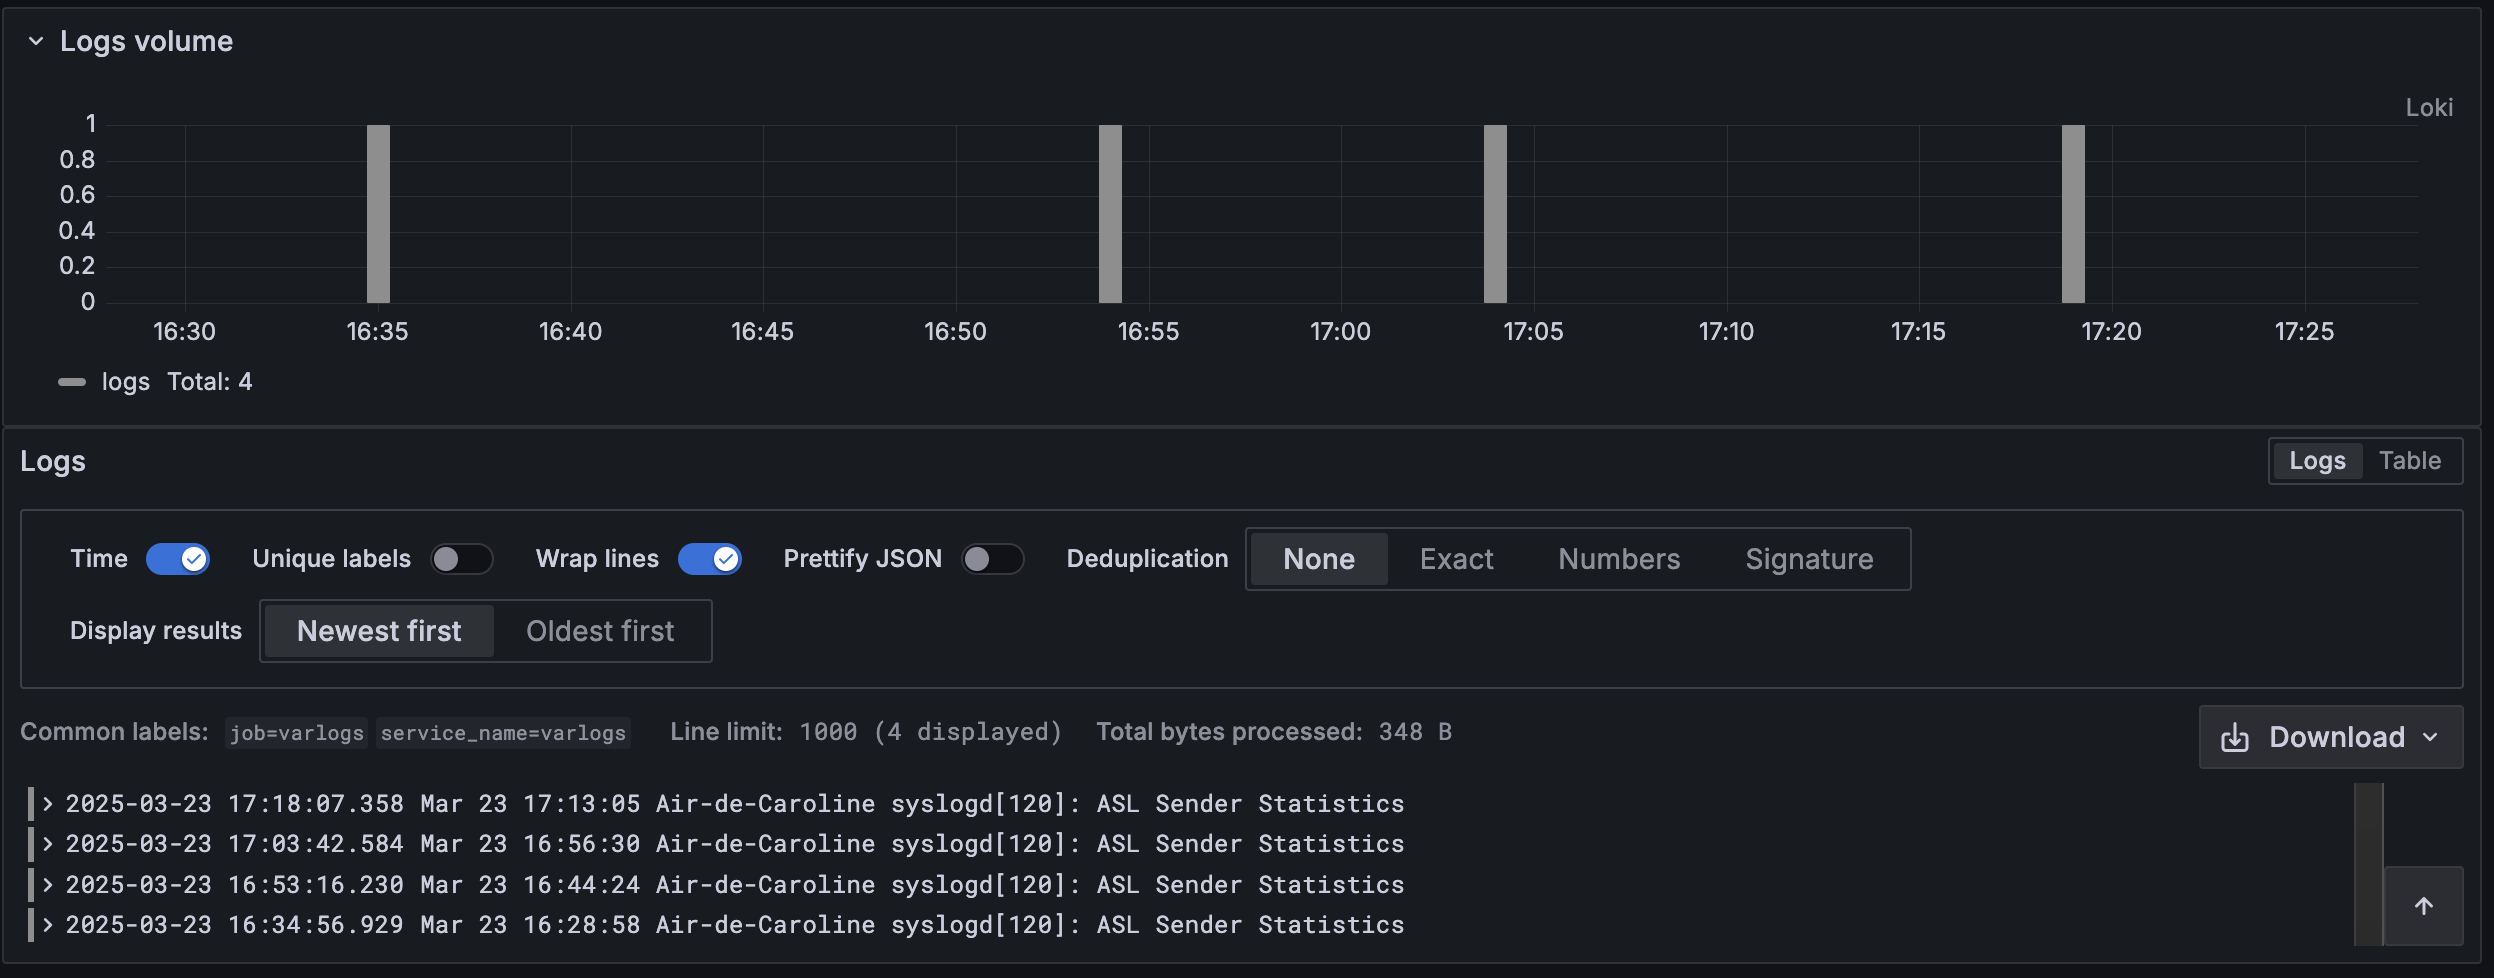 Logs volume
Loki
1
0.8
0.6
0.4
0.2
0
16:30 16:35 16:40 16:45 16:50 16:55 17:00 17:05 17:10 17:15 17:20 17:25
logs Total: 4
Logs
Logs Table
Time Unique labels Wrap lines Prettify JSON Deduplication None Exact Numbers Signature
Display results Newest first Oldest first
Common labels: job=varlogs service_name=varlogs Line limit: 1000 (4 displayed) Total bytes processed: 348 B
Download
2025-03-23 17:18:07.358 Mar 23 17:13:05 Air-de-Caroline syslogd[120]: ASL Sender Statistics
2025-03-23 17:03:42.584 Mar 23 16:56:30 Air-de-Caroline syslogd[120]: ASL Sender Statistics
2025-03-23 16:53:16.230 Mar 23 16:44:24 Air-de-Caroline syslogd[120]: ASL Sender Statistics
2025-03-23 16:34:56.929 Mar 23 16:28:58 Air-de-Caroline syslogd[120]: ASL Sender Statistics